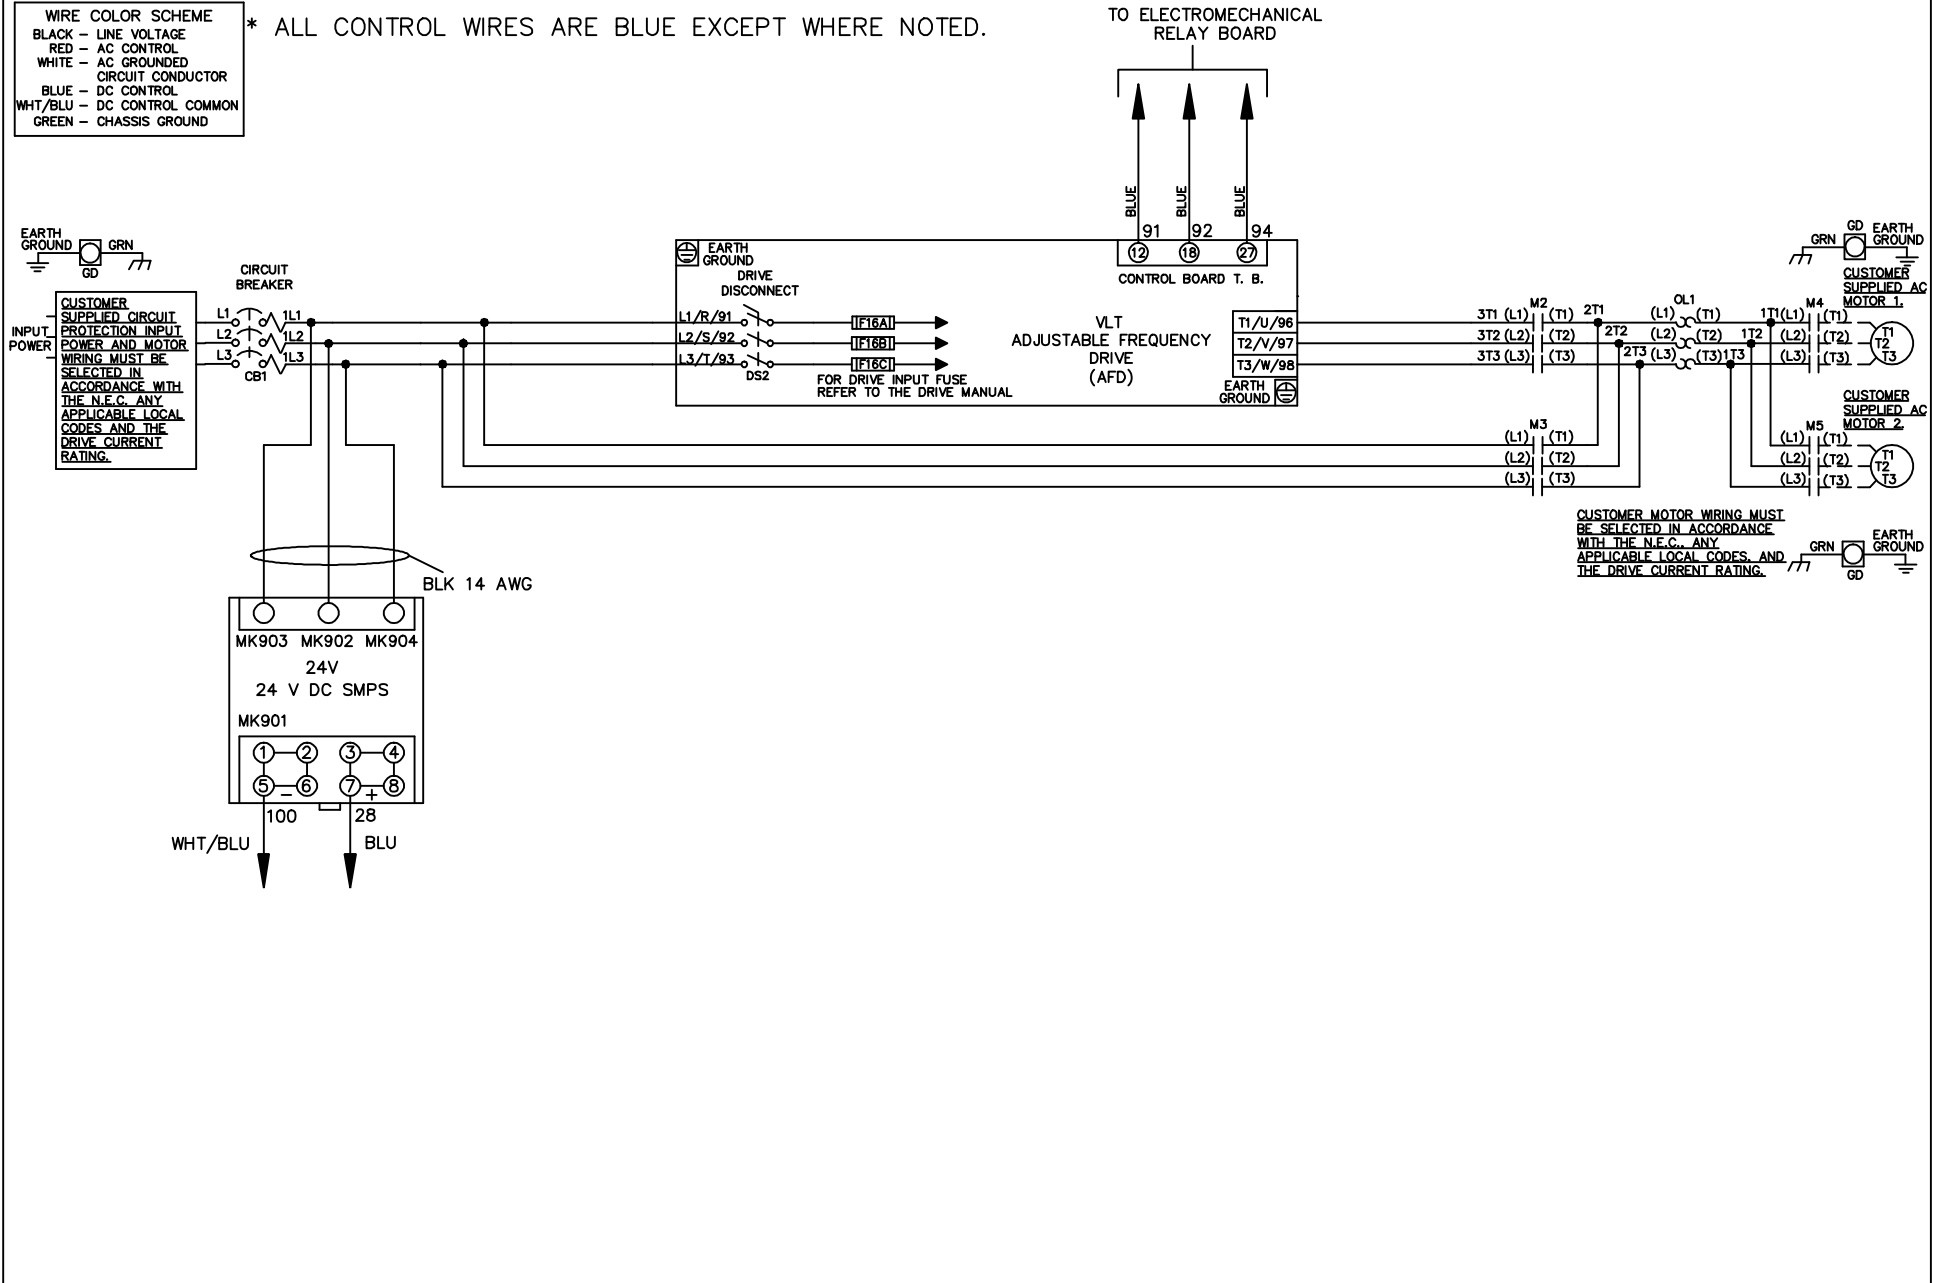 WIRE COLOR SCHEME
BLACK – LINE VOLTAGE
RED – AC CONTROL
WHITE – AC GROUNDED
CIRCUIT CONDUCTOR
BLUE – DC CONTROL
WHT/BLU – DC CONTROL COMMON
GREEN – CHASSIS GROUND
* ALL CONTROL WIRES ARE BLUE EXCEPT WHERE NOTED.
TO ELECTROMECHANICAL
RELAY BOARD
BLUE
BLUE
BLUE
91 92 94
12 18 27
CONTROL BOARD T. B.
EARTH
GROUND
GRN
GD
INPUT
POWER
CUSTOMER
SUPPLIED CIRCUIT
PROTECTION INPUT
POWER AND MOTOR
WIRING MUST BE
SELECTED IN
ACCORDANCE WITH
THE N.E.C. ANY
APPLICABLE LOCAL
CODES AND THE
DRIVE CURRENT
RATING.
CIRCUIT
BREAKER
L1 1L1
L2 1L2
L3 1L3
CB1
EARTH
GROUND
DRIVE
DISCONNECT
L1/R/91
L2/S/92
L3/T/93
DS2
F16A
F16B
F16C
FOR DRIVE INPUT FUSE
REFER TO THE DRIVE MANUAL
VLT
ADJUSTABLE FREQUENCY
DRIVE
(AFD)
T1/U/96
T2/V/97
T3/W/98
EARTH
GROUND
M2
3T1 (L1) (T1) 2T1
3T2 (L2) (T2) 2T2
3T3 (L3) (T3) 2T3
M3
(L1) (T1)
(L2) (T2)
(L3) (T3)
OL1
(L1) (T1) 1T1
(L2) (T2) 1T2
(L3) (T3) 1T3
M4
(L1) (T1)
(L2) (T2)
(L3) (T3)
T1
T2
T3
GD
GRN
EARTH
GROUND
CUSTOMER
SUPPLIED AC
MOTOR 1.
CUSTOMER
SUPPLIED AC
MOTOR 2.
M5
(L1) (T1)
(L2) (T2)
(L3) (T3)
T1
T2
T3
CUSTOMER MOTOR WIRING MUST
BE SELECTED IN ACCORDANCE
WITH THE N.E.C., ANY
APPLICABLE LOCAL CODES, AND
THE DRIVE CURRENT RATING.
GRN
GD
EARTH
GROUND
BLK 14 AWG
MK903 MK902 MK904
24V
24 V DC SMPS
MK901
1 2 3 4
5 6 7 8
– +
100 28
WHT/BLU BLU